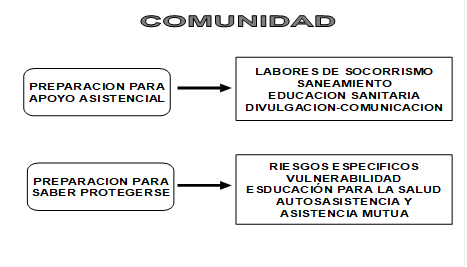 COMUNIDAD
PREPARACION PARA
APOYO ASISTENCIAL
LABORES DE SOCORRISMO
SANEAMIENTO
EDUCACION SANITARIA
DIVULGACION-COMUNICACION
PREPARACION PARA
SABER PROTEGERSE
RIESGOS ESPECIFICOS
VULNERABILIDAD
ESDUCACIÓN PARA LA SALUD
AUTOSASISTENCIA Y
ASISTENCIA MUTUA